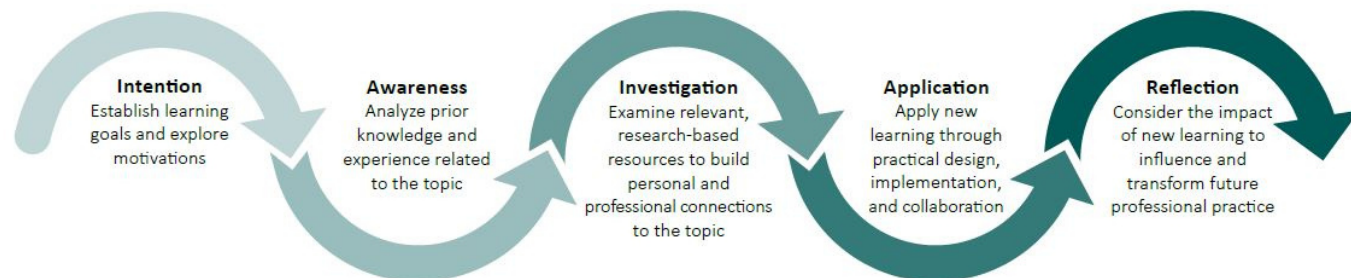 Intention
Establish learning
goals and explore
motivations
Awareness
Analyze prior
knowledge and
experience related
to the topic
Investigation
Examine relevant,
research-based
resources to build
personal and
professional connections
to the topic
Application
Apply new
learning through
practical design,
implementation,
and collaboration
Reflection
Consider the impact
of new learning to
influence and
transform future
professional practice